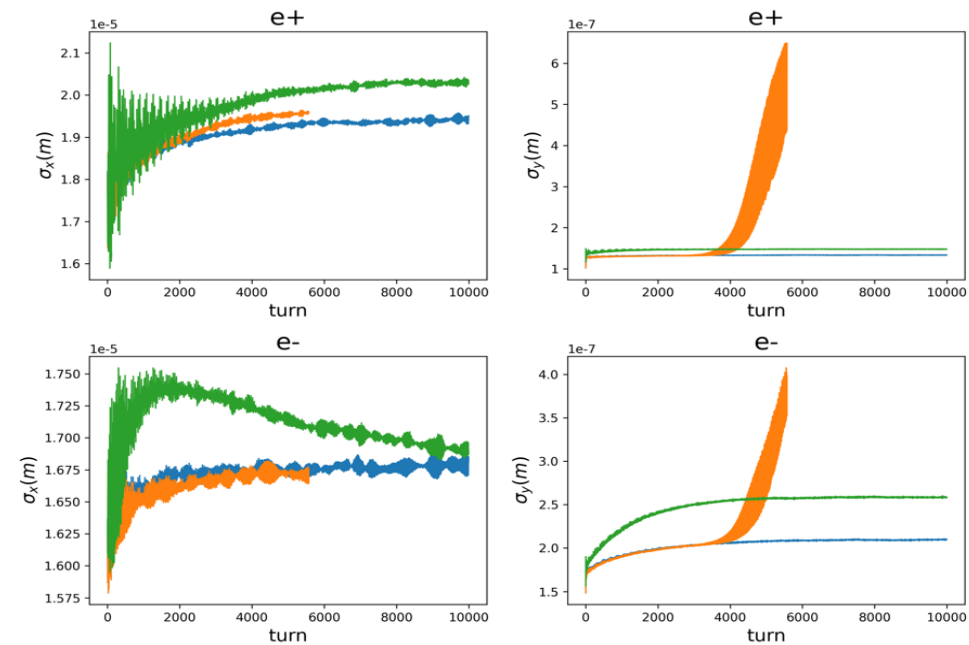 e+
1e-5
σx(m)
2.1
2.0
1.9
1.8
1.7
1.6
0 2000 4000 6000 8000 10000
turn
e+
1e-7
σy(m)
6
5
4
3
2
1
0 2000 4000 6000 8000 10000
turn
e-
1e-5
σx(m)
1.750
1.725
1.700
1.675
1.650
1.625
1.600
1.575
0 2000 4000 6000 8000 10000
turn
e-
1e-7
σy(m)
4.0
3.5
3.0
2.5
2.0
1.5
0 2000 4000 6000 8000 10000
turn